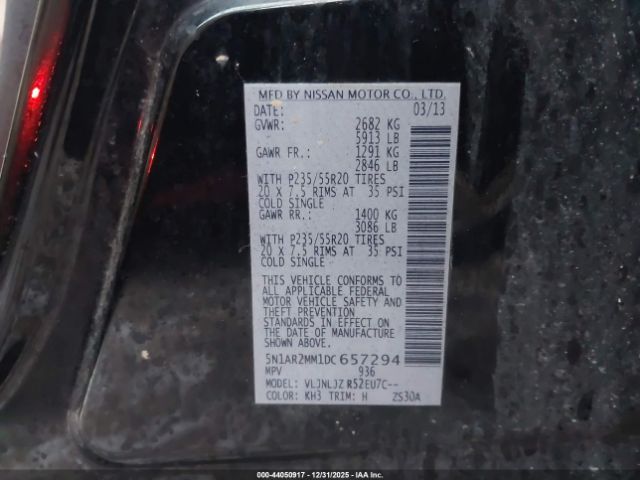 MFD BY NISSAN MOTOR CO., LTD.
DATE: 03/13
GVWR: 2682 KG
5913 LB
GAWR FR.: 1291 KG
2846 LB
WITH P235/55R20 TIRES
20 X 7.5 RIMS AT 35 PSI
COLD SINGLE
GAWR RR.: 1400 KG
3086 LB
WITH P235/55R20 TIRES
20 X 7.5 RIMS AT 35 PSI
COLD SINGLE
THIS VEHICLE CONFORMS TO
ALL APPLICABLE FEDERAL
MOTOR VEHICLE SAFETY AND
THEFT PREVENTION
STANDARDS IN EFFECT ON
THE DATE OF MANUFACTURE
SHOWN ABOVE.
5N1AR2MM1DC657294
MPV 936
MODEL: VLJNLJZ R52EU7C--
COLOR: KH3 TRIM: H ZS30A
000-44050917 - 12/31/2025 - IAAI.COM